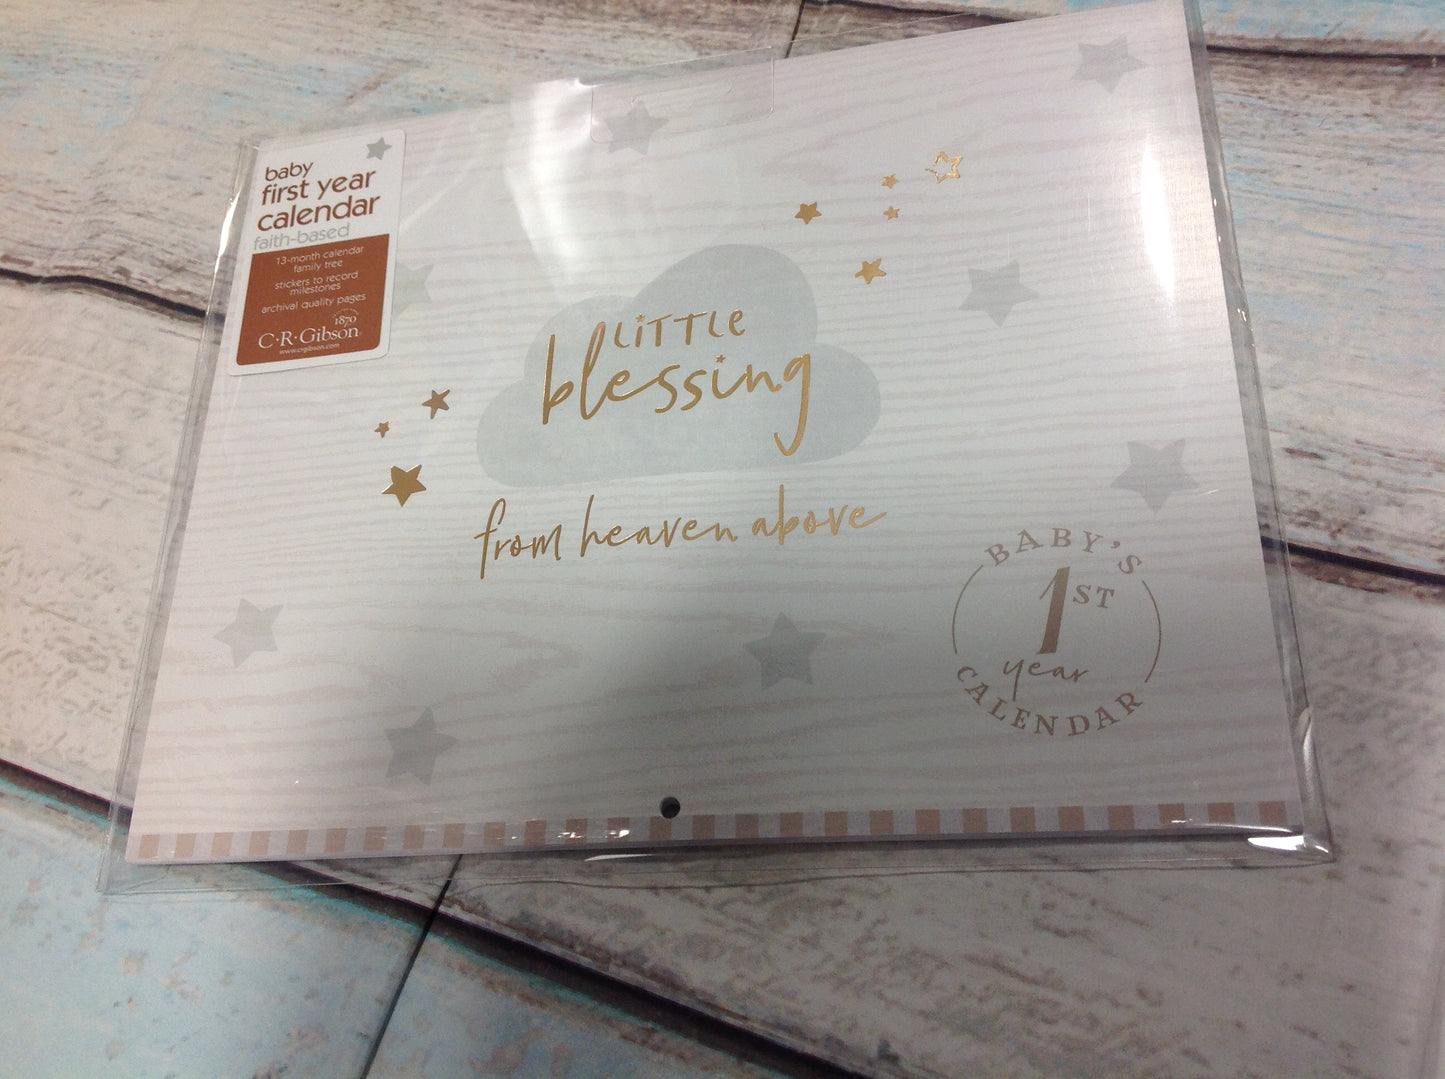 baby
first year
calendar
faith-based
13-month calendar
family tree
stickers to record
milestones
archival quality pages
1870
C·R·Gibson
www.crgibson.com
LiTTLe
blessing
from heaven above
BABY'S
1ST
year
CALENDAR